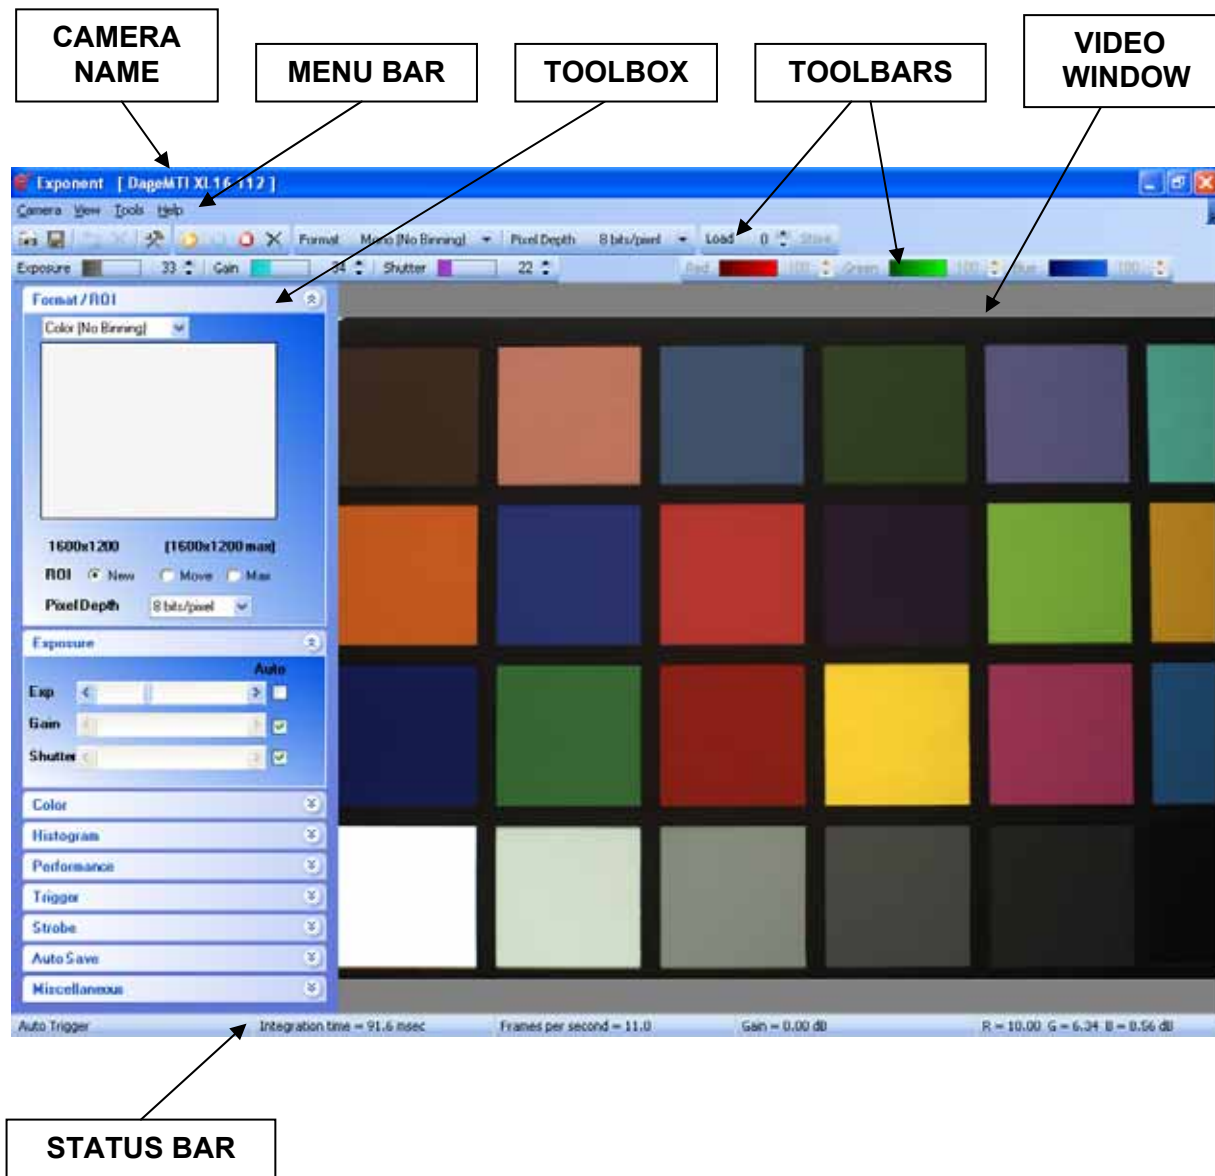 CAMERA
NAME
MENU BAR
TOOLBOX
TOOLBARS
VIDEO
WINDOW
Exponent [ DageMTI XL16 112 ]
Camera View Tools Help
Format Mono (No Binning) Pixel Depth 8 bits/pixel Load 0 Store
Exposure 33 Gain 34 Shutter 22 Red 100 Green 100 Blue 100
Format / ROI
Color (No Binning)
1600x1200 (1600x1200 max)
ROI New Move Max
Pixel Depth 8 bits/pixel
Exposure
Auto
Exp
Gain
Shutter
Color
Histogram
Performance
Trigger
Strobe
Auto Save
Miscellaneous
Auto Trigger Integration time = 91.6 msec Frames per second = 11.0 Gain = 0.00 dB R = 10.00 G = 6.34 B = 8.56 dB
STATUS BAR